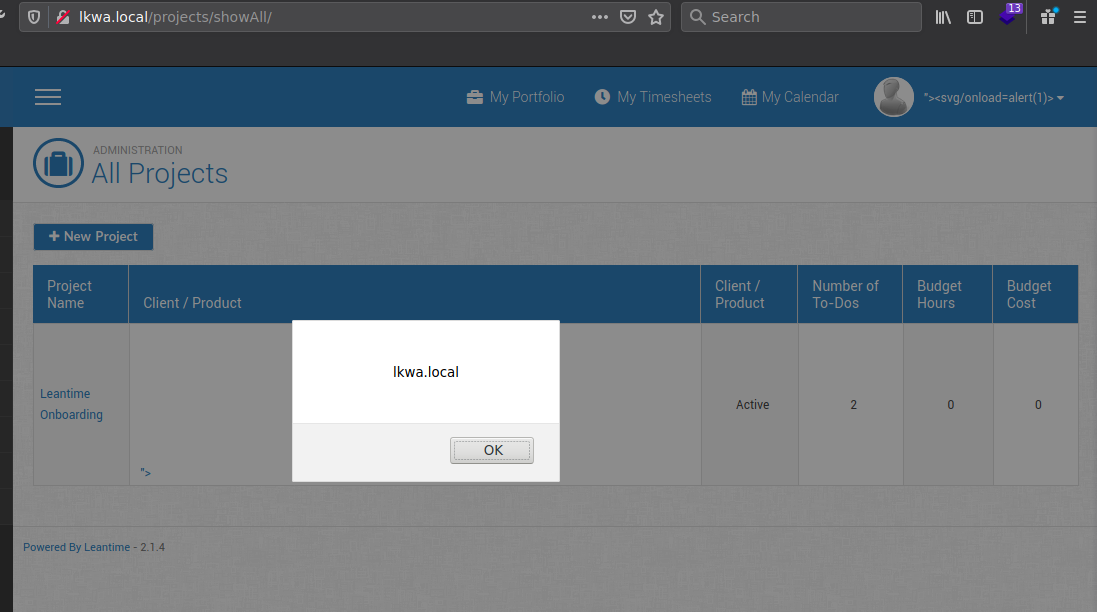 lkwa.local/projects/showAll/
Search
13
My Portfolio
My Timesheets
My Calendar
"><svg/onload=alert(1)>
ADMINISTRATION
All Projects
New Project
Project
Name
Client / Product
Client /
Product
Number of
To-Dos
Budget
Hours
Budget
Cost
Leantime
Onboarding
">
Active
2
0
0
lkwa.local
OK
Powered By Leantime - 2.1.4